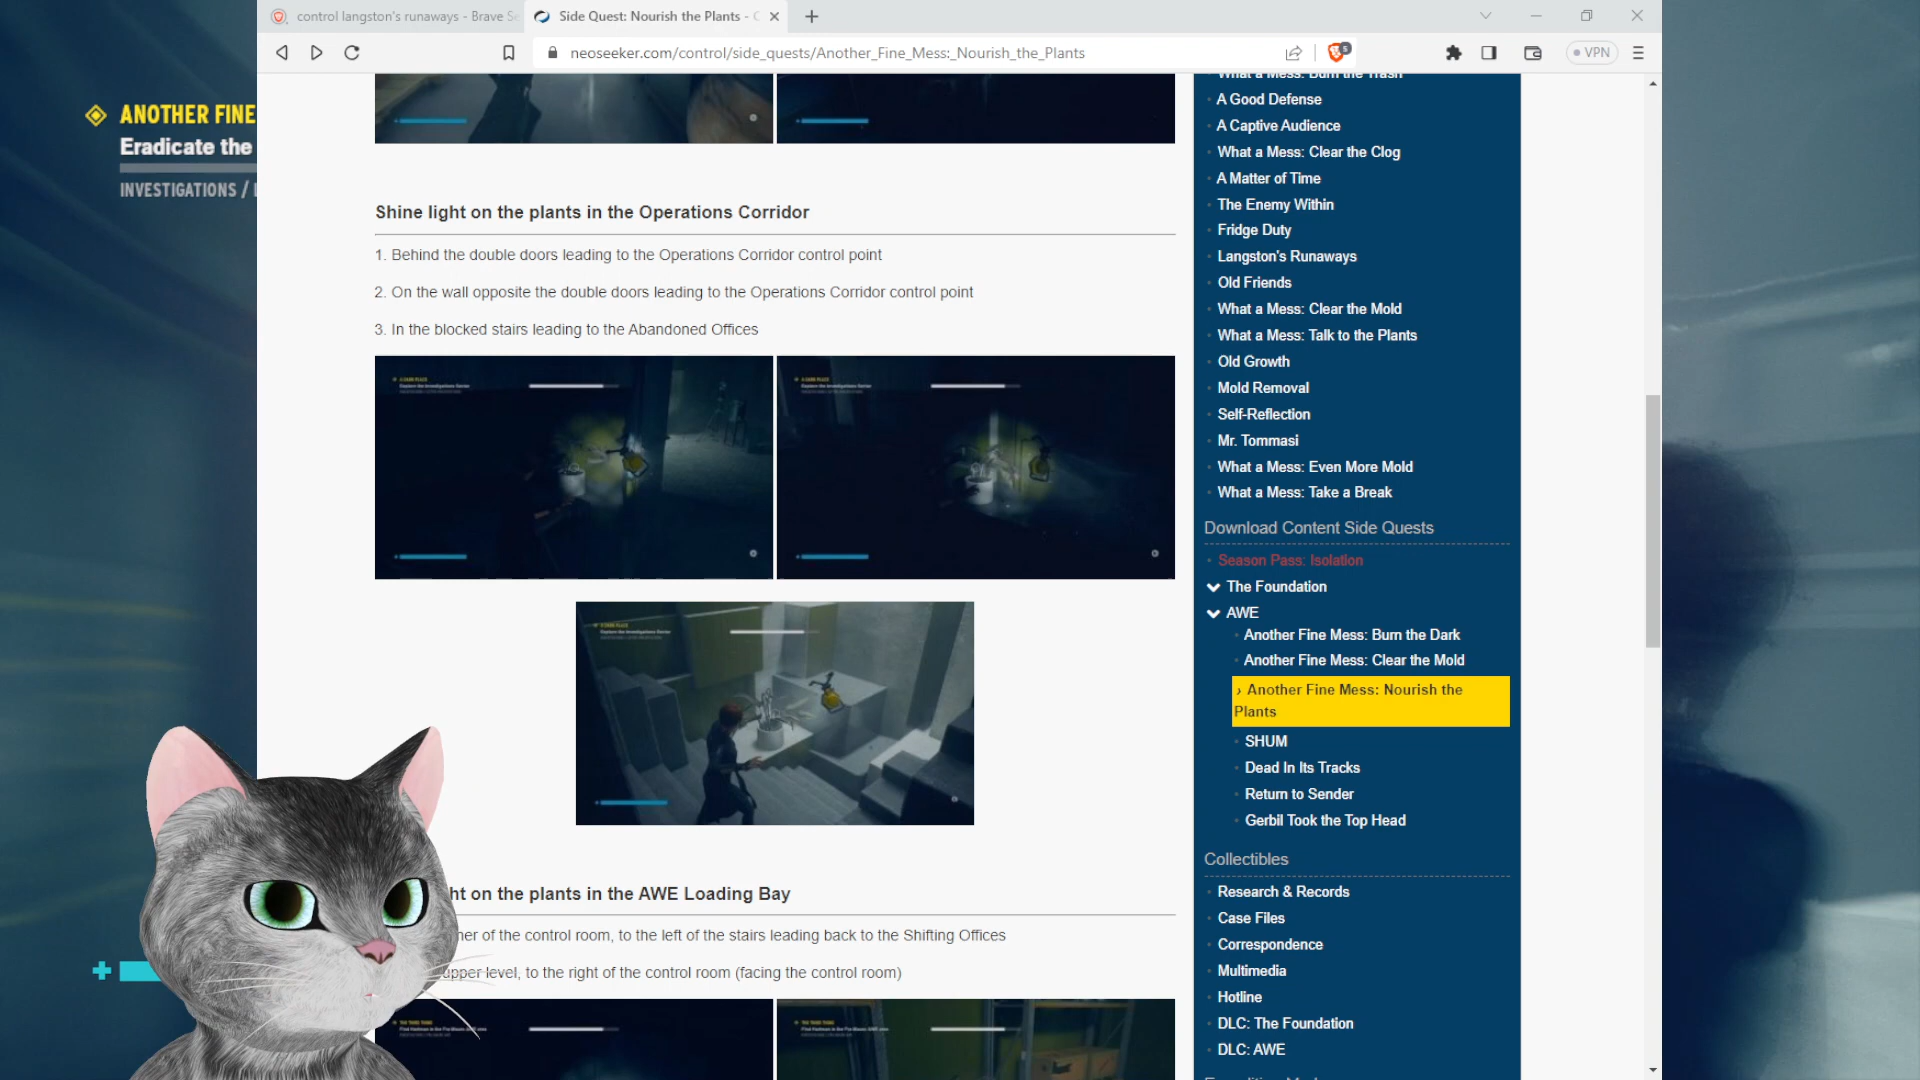 control langston's runaways - Brave Se
Side Quest: Nourish the Plants -
neoseeker.com/control/side_quests/Another_Fine_Mess:_Nourish_the_Plants
5
VPN
ANOTHER FINE
Eradicate the
INVESTIGATIONS /
Shine light on the plants in the Operations Corridor
1. Behind the double doors leading to the Operations Corridor control point
2. On the wall opposite the double doors leading to the Operations Corridor control point
3. In the blocked stairs leading to the Abandoned Offices
ht on the plants in the AWE Loading Bay
ner of the control room, to the left of the stairs leading back to the Shifting Offices
upper level, to the right of the control room (facing the control room)
What a Mess: Burn the Trash
A Good Defense
A Captive Audience
What a Mess: Clear the Clog
A Matter of Time
The Enemy Within
Fridge Duty
Langston's Runaways
Old Friends
What a Mess: Clear the Mold
What a Mess: Talk to the Plants
Old Growth
Mold Removal
Self-Reflection
Mr. Tommasi
What a Mess: Even More Mold
What a Mess: Take a Break
Download Content Side Quests
Season Pass: Isolation
The Foundation
AWE
Another Fine Mess: Burn the Dark
Another Fine Mess: Clear the Mold
› Another Fine Mess: Nourish the
Plants
SHUM
Dead In Its Tracks
Return to Sender
Gerbil Took the Top Head
Collectibles
Research & Records
Case Files
Correspondence
Multimedia
Hotline
DLC: The Foundation
DLC: AWE